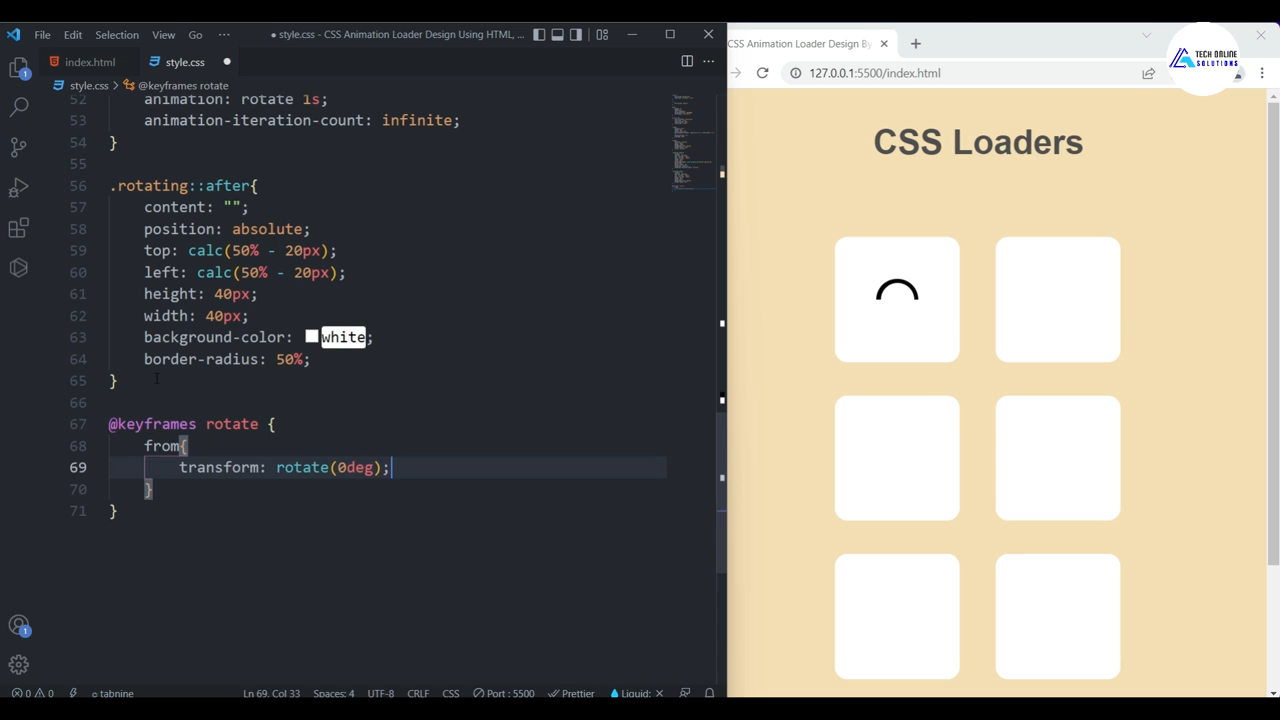 File Edit Selection View Go ··· ● style.css - CSS Animation Loader Design Using HTML, ...
index.html style.css ●
style.css > @keyframes rotate
52 animation: rotate 1s;
53 animation-iteration-count: infinite;
54 }
55
56 .rotating::after{
57 content: "";
58 position: absolute;
59 top: calc(50% - 20px);
60 left: calc(50% - 20px);
61 height: 40px;
62 width: 40px;
63 background-color: white;
64 border-radius: 50%;
65 }
66
67 @keyframes rotate {
68 from{
69 transform: rotate(0deg);
70 }
71 }
1
1
0 0 tabnine Ln 69, Col 33 Spaces: 4 UTF-8 CRLF CSS Port : 5500 Prettier Liquid:
CSS Animation Loader Design By
127.0.0.1:5500/index.html
TECH ONLINE
SOLUTIONS
CSS Loaders